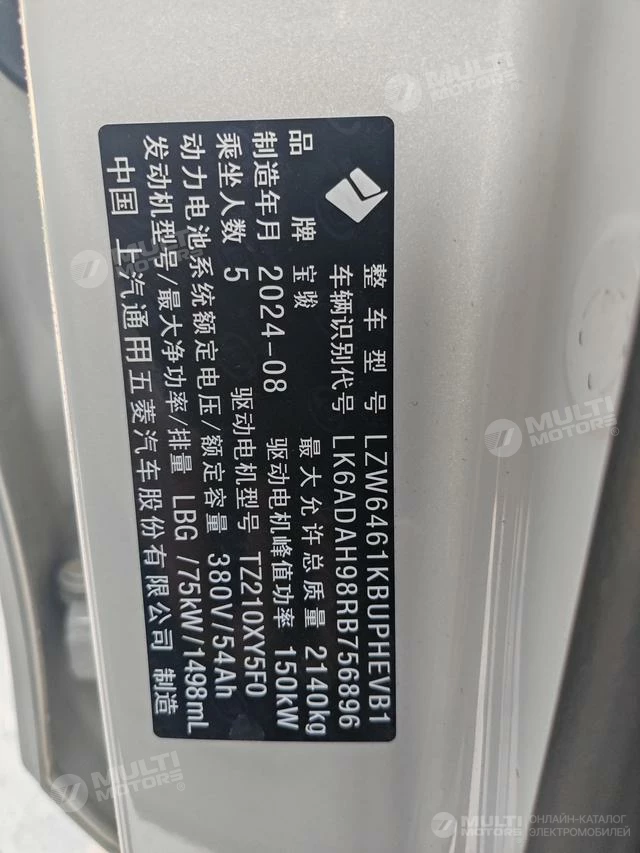 整车型号 LZW6461KBUPHEVB1
车辆识别代号 LK6ADAH98RB756896
品牌 宝骏 最大允许总质量 2140kg
制造年月 2024-08 驱动电机峰值功率 150kW
乘坐人数 5 驱动电机型号 TZ210XY5F0
动力电池系统额定电压/额定容量 380V/54Ah
发动机型号/最大净功率/排量 LBG /75kW/1498mL
中国 上汽通用五菱汽车股份有限公司 制造
MULTI MOTORS®
MULTI MOTORS®
MULTI MOTORS®
MULTI MOTORS®
MULTI MOTORS
ОНЛАЙН-КАТАЛОГ
ЭЛЕКТРОМОБИЛЕЙ